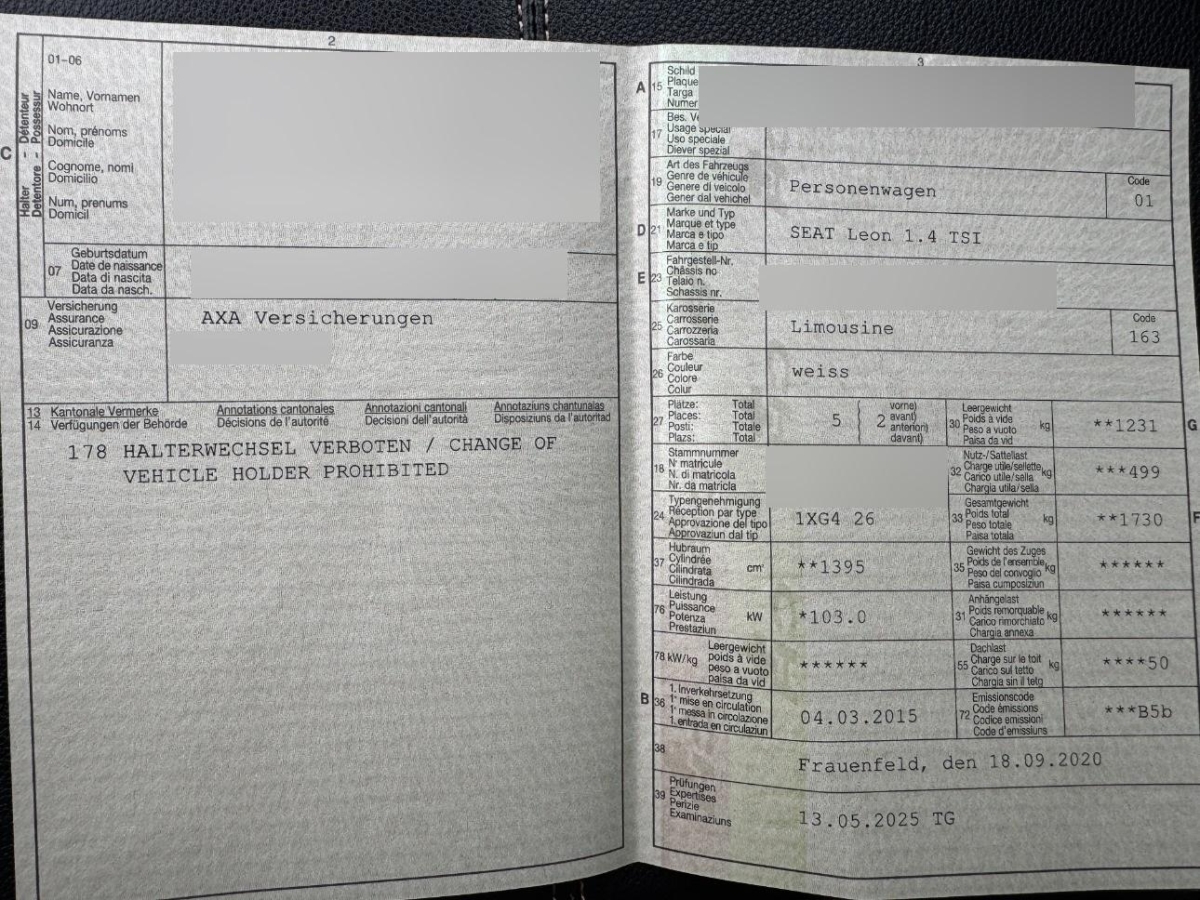 2
01-06
Name, Vornamen
Wohnort
Nom, prénoms
Domicile
Cognome, nomi
Domicilio
Num, prenums
Domicil
C
Halter – Détenteur
Detentore – Possessur
07
Geburtsdatum
Date de naissance
Data di nascita
Data da nasch.
09
Versicherung
Assurance
Assicurazione
Assicuranza
AXA Versicherungen
13 Kantonale Vermerke Annotations cantonales Annotazioni cantonali Annotaziuns chantunalas
14 Verfügungen der Behörde Décisions de l'autorité Decisioni dell'autorità Disposiziuns da l'autoritad
178 HALTERWECHSEL VERBOTEN / CHANGE OF
VEHICLE HOLDER PROHIBITED
3
A 15
Schild
Plaque
Targa
Numer
17
Bes.
Usage spécial
Uso speciale
Diever spezial
19
Art des Fahrzeugs
Genre de véhicule
Genere di veicolo
Gener dal vehichel
Personenwagen
Code
01
D 21
Marke und Typ
Marque et type
Marca e tipo
Marca e tip
SEAT Leon 1.4 TSI
E 23
Fahrgestell-Nr.
Châssis no
Telaio n.
Schassis nr.
25
Karosserie
Carrosserie
Carrozzeria
Carossaria
Limousine
Code
163
26
Farbe
Couleur
Colore
Colur
weiss
27
Plätze: Total
Places: Total
Posti: Totale
Plazs: Total
5 ( 2
vorne)
avant)
anteriori)
davant)
30
Leergewicht
Poids à vide
Peso a vuoto
Paisa da vid
kg
**1231
G
18
Stammnummer
N° matricule
N. di matricola
Nr. da matricla
32
Nutz-/Sattellast
Charge utile/sellette
Carico utile/sella
Chargia utila/sella
kg
***499
24
Typengenehmigung
Réception par type
Approvazione del tipo
Approvaziun dal tip
1XG4 26
33
Gesamtgewicht
Poids total
Peso totale
Paisa totala
kg
**1730
F
37
Hubraum
Cylindrée
Cilindrata
Cilindrada
cm³
**1395
35
Gewicht des Zuges
Poids de l'ensemble
Peso del convoglio
Paisa cumposiziun
kg
******
76
Leistung
Puissance
Potenza
Prestaziun
kW
*103.0
31
Anhängelast
Poids remorquable
Carico rimorchiato
Chargia annexa
kg
******
78 kW/kg
Leergewicht
poids à vide
peso a vuoto
paisa da vid
******
55
Dachlast
Charge sur le toit
Carico sul tetto
Chargia sin il tetg
kg
****50
B 36
1. Inverkehrsetzung
1re mise en circulation
1a messa in circolazione
1. entrada en circulaziun
04.03.2015
72
Emissionscode
Code émissions
Codice emissioni
Code d'emissiuns
***B5b
38
Frauenfeld, den 18.09.2020
39
Prüfungen
Expertises
Perizie
Examinaziuns
13.05.2025 TG